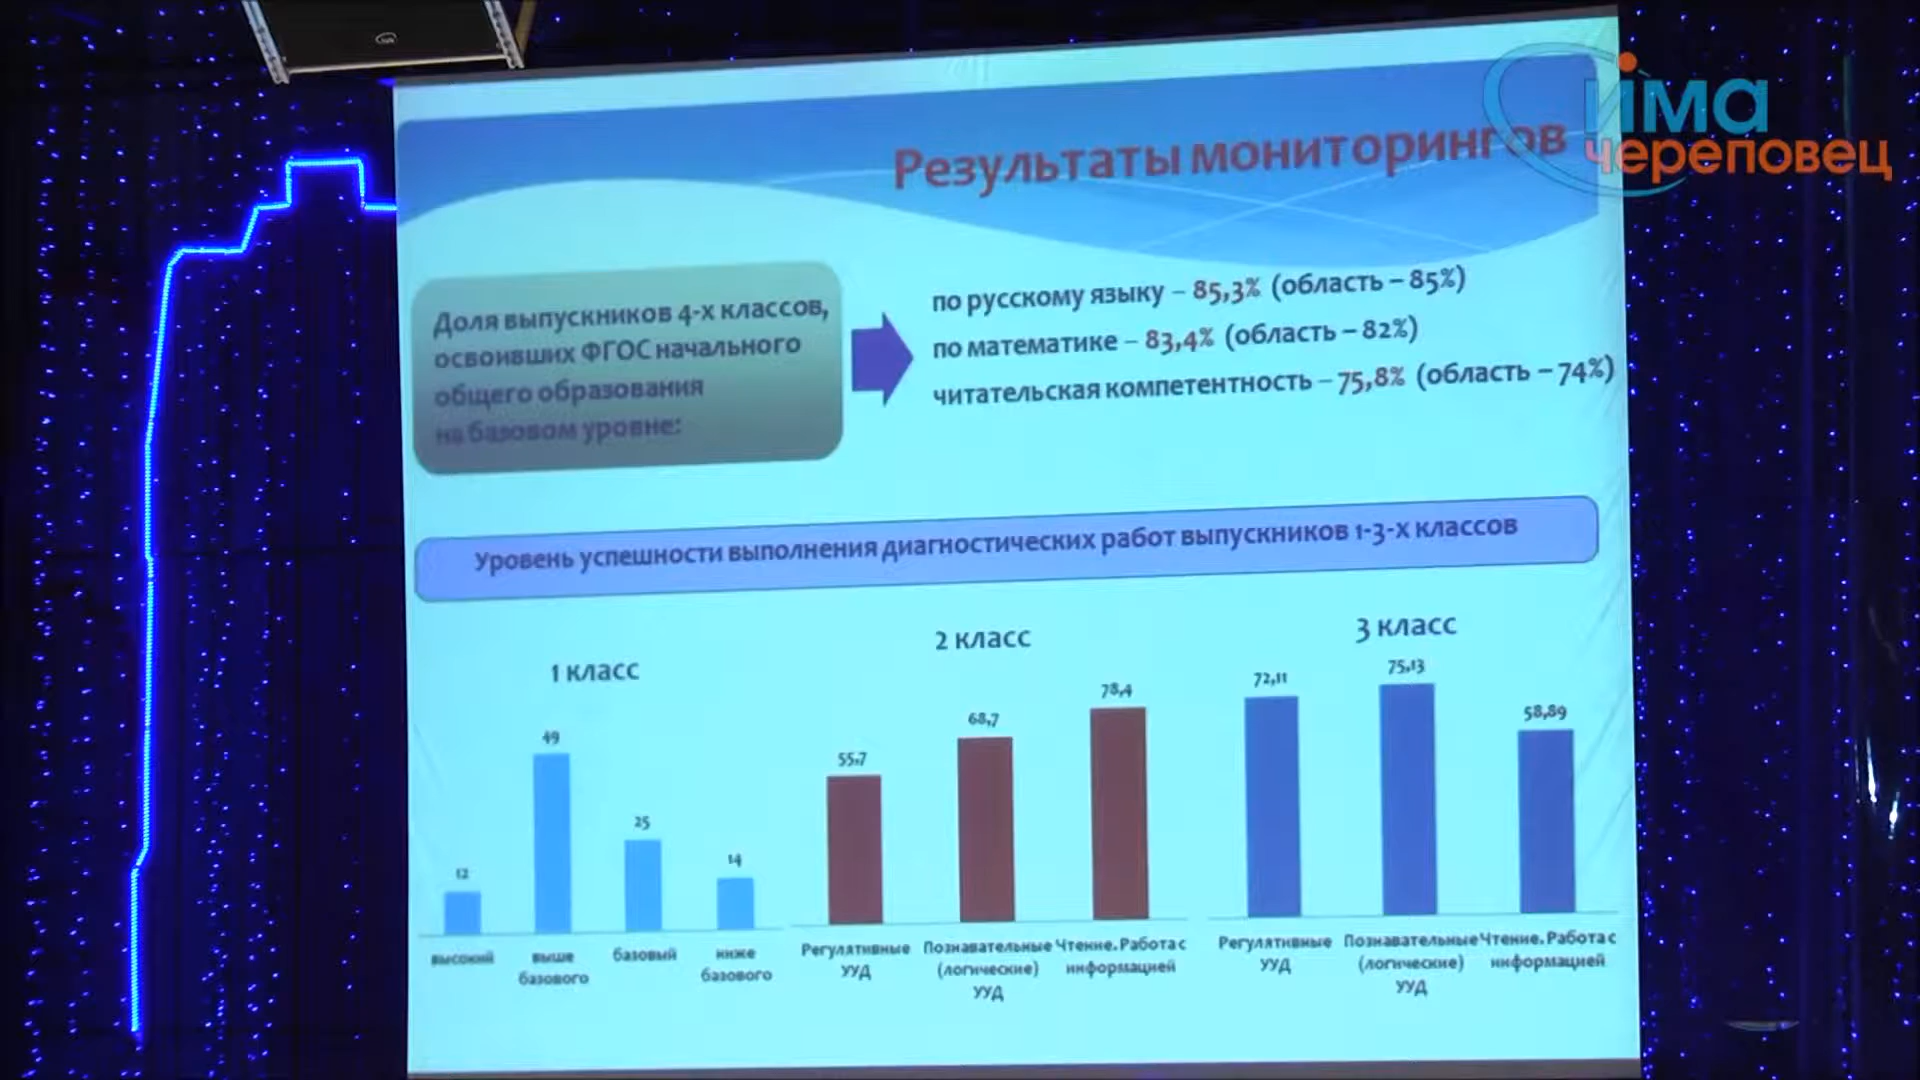 има
череповец
Результаты мониторингов
Доля выпускников 4-х классов,
освоивших ФГОС начального
общего образования
на базовом уровне:
по русскому языку – 85,3% (область – 85%)
по математике – 83,4% (область – 82%)
читательская компетентность – 75,8% (область – 74%)
Уровень успешности выполнения диагностических работ выпускников 1-3-х классов
1 класс
12
49
25
14
высокий
выше
базового
базовый
ниже
базового
2 класс
55,7
68,7
78,4
Регулятивные
УУД
Познавательные
(логические)
УУД
Чтение. Работа с
информацией
3 класс
72,11
75,13
58,89
Регулятивные
УУД
Познавательные
(логические)
УУД
Чтение. Работа с
информацией